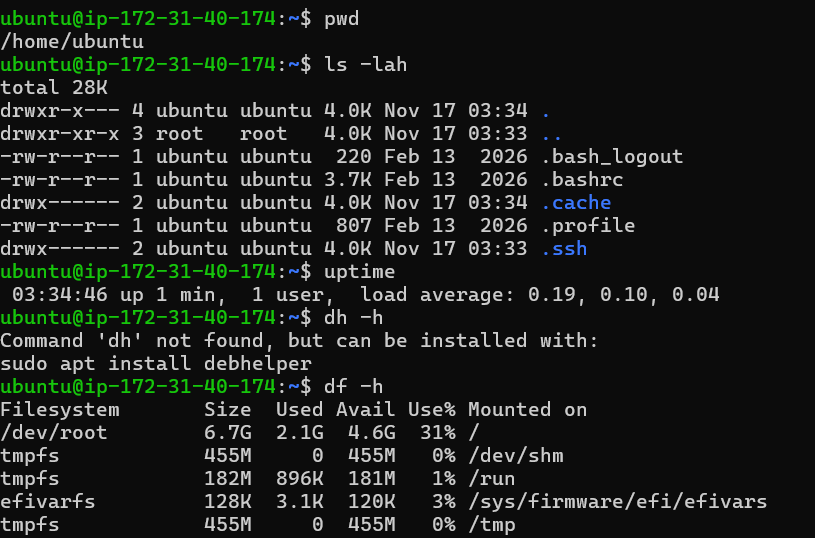 ubuntu@ip-172-31-40-174:~$ pwd
/home/ubuntu
ubuntu@ip-172-31-40-174:~$ ls -lah
total 28K
drwxr-x--- 4 ubuntu ubuntu 4.0K Nov 17 03:34 .
drwxr-xr-x 3 root   root   4.0K Nov 17 03:33 ..
-rw-r--r-- 1 ubuntu ubuntu  220 Feb 13  2026 .bash_logout
-rw-r--r-- 1 ubuntu ubuntu 3.7K Feb 13  2026 .bashrc
drwx------ 2 ubuntu ubuntu 4.0K Nov 17 03:34 .cache
-rw-r--r-- 1 ubuntu ubuntu  807 Feb 13  2026 .profile
drwx------ 2 ubuntu ubuntu 4.0K Nov 17 03:33 .ssh
ubuntu@ip-172-31-40-174:~$ uptime
 03:34:46 up 1 min,  1 user,  load average: 0.19, 0.10, 0.04
ubuntu@ip-172-31-40-174:~$ dh -h
Command 'dh' not found, but can be installed with:
sudo apt install debhelper
ubuntu@ip-172-31-40-174:~$ df -h
Filesystem       Size  Used Avail Use% Mounted on
/dev/root        6.7G  2.1G  4.6G  31% /
tmpfs            455M     0  455M   0% /dev/shm
tmpfs            182M  896K  181M   1% /run
efivarfs         128K  3.1K  120K   3% /sys/firmware/efi/efivars
tmpfs            455M     0  455M   0% /tmp